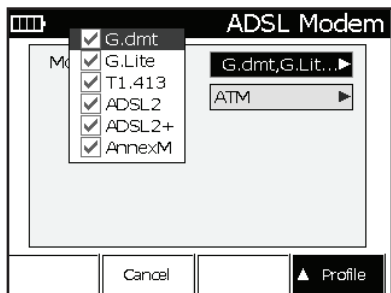 ADSL Modem
G.dmt
G.Lite
T1.413
ADSL2
ADSL2+
AnnexM
G.dmt,G.Lit...
ATM
Cancel
Profile